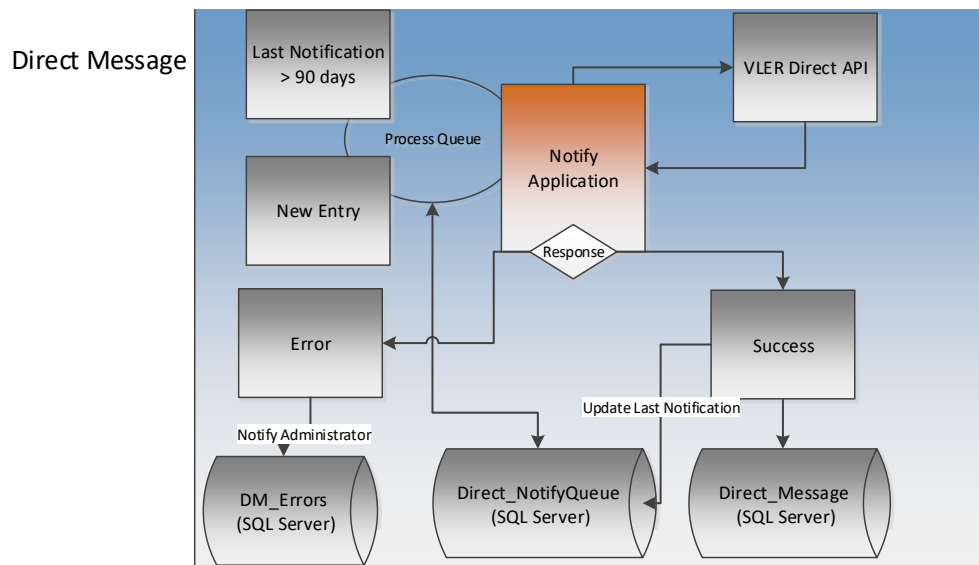 Direct Message
Last Notification
> 90 days
VLER Direct API
Process Queue
Notify
Application
New Entry
Response
Error
Success
Update Last Notification
Notify Administrator
DM_Errors
(SQL Server)
Direct_NotifyQueue
(SQL Server)
Direct_Message
(SQL Server)